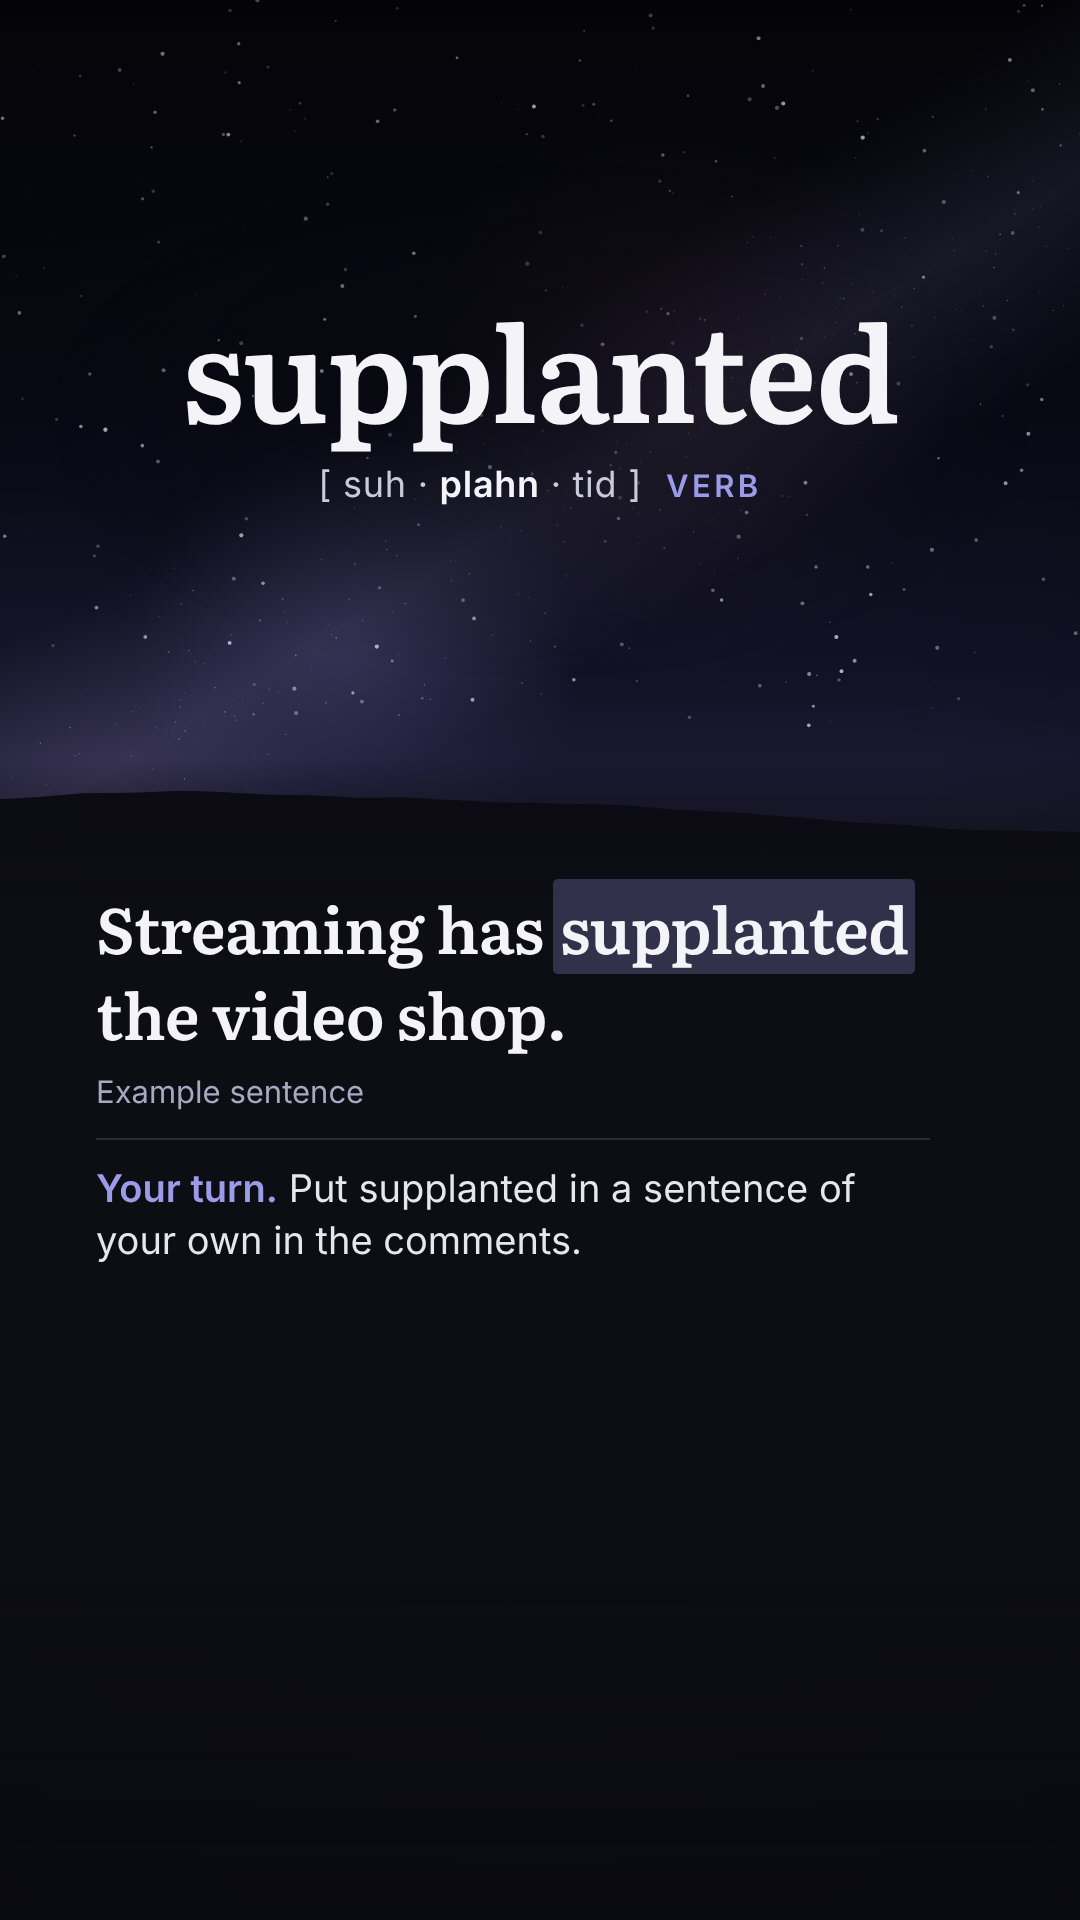 supplanted
[ suh · plahn · tid ] VERB
Streaming has supplanted
the video shop.
Example sentence
Your turn. Put supplanted in a sentence of
your own in the comments.